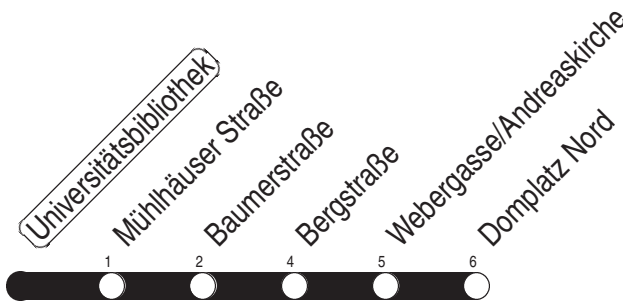 Universitätsbibliothek
Mühlhäuser Straße
Baumerstraße
Bergstraße
Webergasse/Andreaskirche
Domplatz Nord
1 2 4 5 6